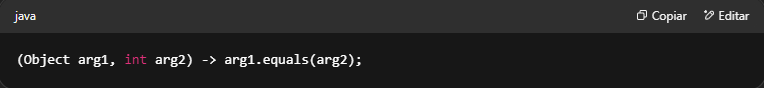 java
Copiar
Editar
(Object arg1, int arg2) -> arg1.equals(arg2);